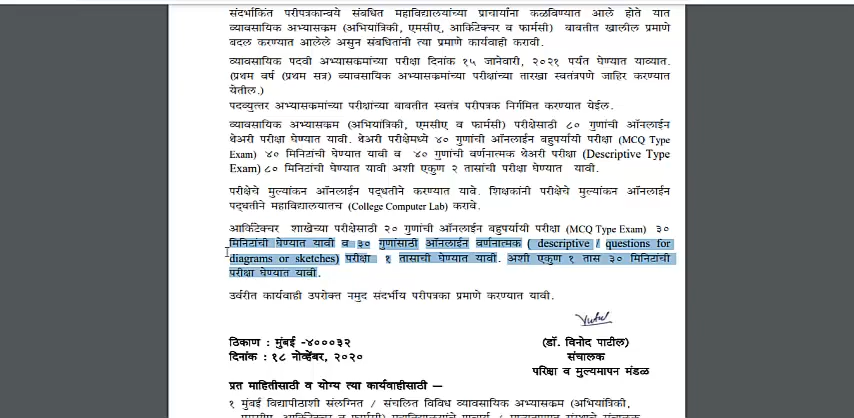 संदर्भांकित परीपत्रकान्वये संबधित महाविद्यालयांच्या प्राचार्यांना कळविण्यात आले होते यात
व्यावसायिक अभ्यासक्रम (अभियांत्रिकी, एमसीए, आर्किटेक्चर व फार्मसी) बाबतीत खालील प्रमाणे
बदल करण्यात आलेले असुन संबधितांनी त्या प्रमाणे कार्यवाही करावी.
व्यावसायिक पदवी अभ्यासक्रमांच्या परीक्षा दिनांक १५ जानेवारी, २०२१ पर्यंत घेण्यात याव्यात.
(प्रथम वर्ष (प्रथम सत्र) व्यावसायिक अभ्यासक्रमांच्या परीक्षांच्या तारखा स्वतंत्रपणे जाहिर करण्यात
येतील.)
पदव्युत्तर अभ्यासक्रमांच्या परीक्षांच्या बाबतीत स्वतंत्र परीपत्रक निर्गमित करण्यात येईल.
व्यावसायिक अभ्यासक्रम (अभियांत्रिकी, एमसीए व फार्मसी) परीक्षेसाठी ८० गुणांची ऑनलाईन
थेअरी परीक्षा घेण्यात यावी. थेअरी परीक्षेमध्ये ४० गुणांची ऑनलाईन बहुपर्यायी परीक्षा (MCQ Type
Exam) ४० मिनिटांची घेण्यात यावी व ४० गुणांची वर्णनात्मक थेअरी परीक्षा (Descriptive Type
Exam) ८० मिनिटांची घेण्यात यावी अशी एकुण २ तासांची परीक्षा घेण्यात यावी.
परीक्षेचे मुल्यांकन ऑनलाईन पद्धतीने करण्यात यावे. शिक्षकांनी परीक्षेचे मुल्यांकन ऑनलाईन
पद्धतीने महाविद्यालयातच (College Computer Lab) करावे.
आर्किटेक्चर शाखेच्या परीक्षेसाठी २० गुणांची ऑनलाईन बहुपर्यायी परीक्षा (MCQ Type Exam) ३०
मिनिटांची घेण्यात यावी व ३० गुणांसाठी ऑनलाईन वर्णनात्मक ( descriptive / questions for
diagrams or sketches) परीक्षा १ तासाची घेण्यात यावी. अशी एकुण १ तास ३० मिनिटांची
परीक्षा घेण्यात यावी.
उर्वरीत कार्यवाही उपरोक्त नमुद संदर्भीय परीपत्रका प्रमाणे करण्यात यावी.
ठिकाण : मुंबई -४०००३२
(डॉ. विनोद पाटील)
दिनांक : १८ नोव्हेंबर, २०२०
संचालक
परिक्षा व मुल्यमापन मंडळ
प्रत माहितीसाठी व योग्य त्या कार्यवाहीसाठी —
१ मुंबई विद्यापीठाशी संलग्नित / संचलित विविध व्यावसायिक अभ्यासक्रम (अभियांत्रिकी,